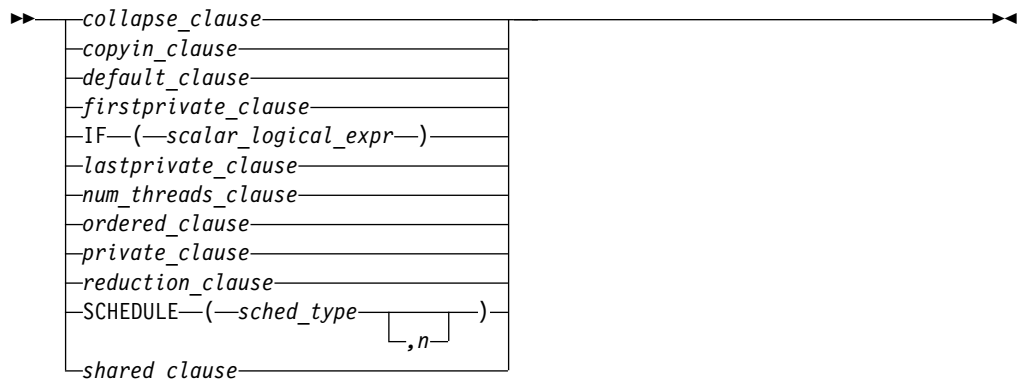 collapse_clause
copyin_clause
default_clause
firstprivate_clause
IF ( scalar_logical_expr )
lastprivate_clause
num_threads_clause
ordered_clause
private_clause
reduction_clause
SCHEDULE ( sched_type )
,n
shared clause